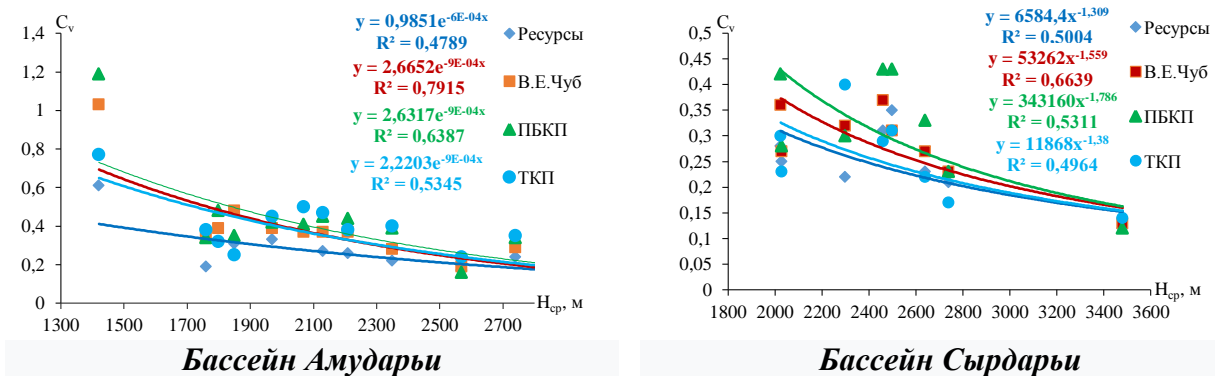 Cᵥ
1,4
1,2
1
0,8
0,6
0,4
0,2
0
1300 1500 1700 1900 2100 2300 2500 2700
Hср, м
y = 0,9851e⁻⁶ᴱ⁻⁰⁴ˣ
R² = 0,4789
y = 2,6652e⁻⁹ᴱ⁻⁰⁴ˣ
R² = 0,7915
y = 2,6317e⁻⁹ᴱ⁻⁰⁴ˣ
R² = 0,6387
y = 2,2203e⁻⁹ᴱ⁻⁰⁴ˣ
R² = 0,5345
Ресурсы
В.Е.Чуб
ПБКП
ТКП
Бассейн Амударьи
Cᵥ
0,5
0,45
0,4
0,35
0,3
0,25
0,2
0,15
0,1
0,05
0
1800 2000 2200 2400 2600 2800 3000 3200 3400 3600
Hср, м
y = 6584,4x⁻¹,³⁰⁹
R² = 0,5004
y = 53262x⁻¹,⁵⁵⁹
R² = 0,6639
y = 343160x⁻¹,⁷⁸⁶
R² = 0,5311
y = 11868x⁻¹,³⁸
R² = 0,4964
Ресурсы
В.Е.Чуб
ПБКП
ТКП
Бассейн Сырдарьи